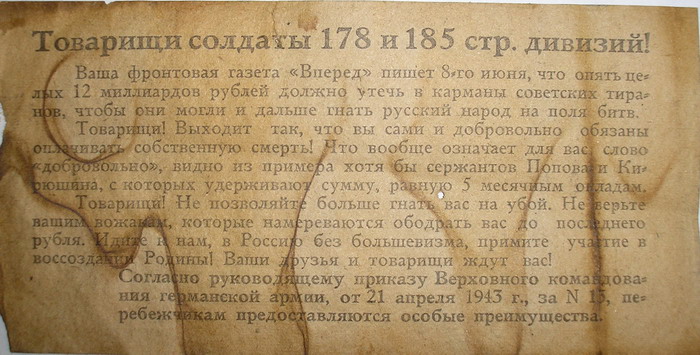 Товарищи солдаты 178 и 185 стр. дивизий!
Ваша фронтовая газета «Вперед» пишет 8-го июня, что опять це-
лых 12 миллиардов рублей должно утечь в карманы советских тира-
нов, чтобы они могли и дальше гнать русский народ на поля битв.
Товарищи! Выходит так, что вы сами и добровольно обязаны
оплачивать собственную смерть! Что вообще означает для вас слово
«добровольно», видно из примера хотя бы сержантов Попова и Ки-
рюшина, с которых удерживают сумму, равную 5 месячным окладам.
Товарищи! Не позволяйте больше гнать вас на убой. Не верьте
вашим вожакам, которые намереваются ободрать вас до последнего
рубля. Идите к нам, в Россию без большевизма, примите участие в
воссоздании Родины! Ваши друзья и товарищи ждут вас!
Согласно руководящему приказу Верховного командова-
ния германской армии, от 21 апреля 1943 г., за N 13, пе-
ребежчикам предоставляются особые преимущества.